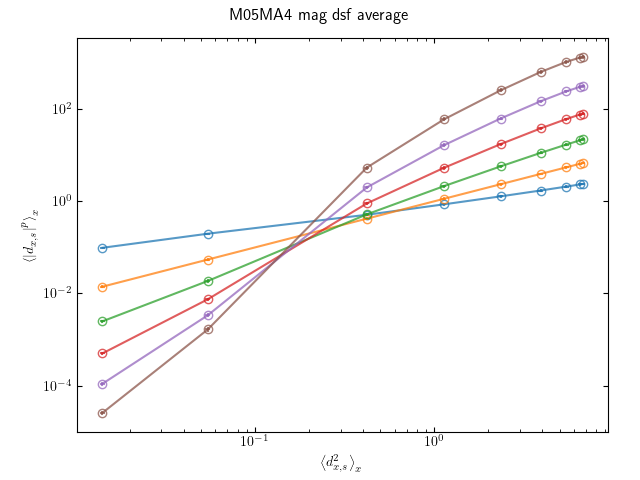 M05MA4 mag dsf average
⟨|d_{x,s}|^p⟩_x
10^2
10^0
10^{-2}
10^{-4}
10^{-1}
10^0
⟨d^2_{x,s}⟩_x